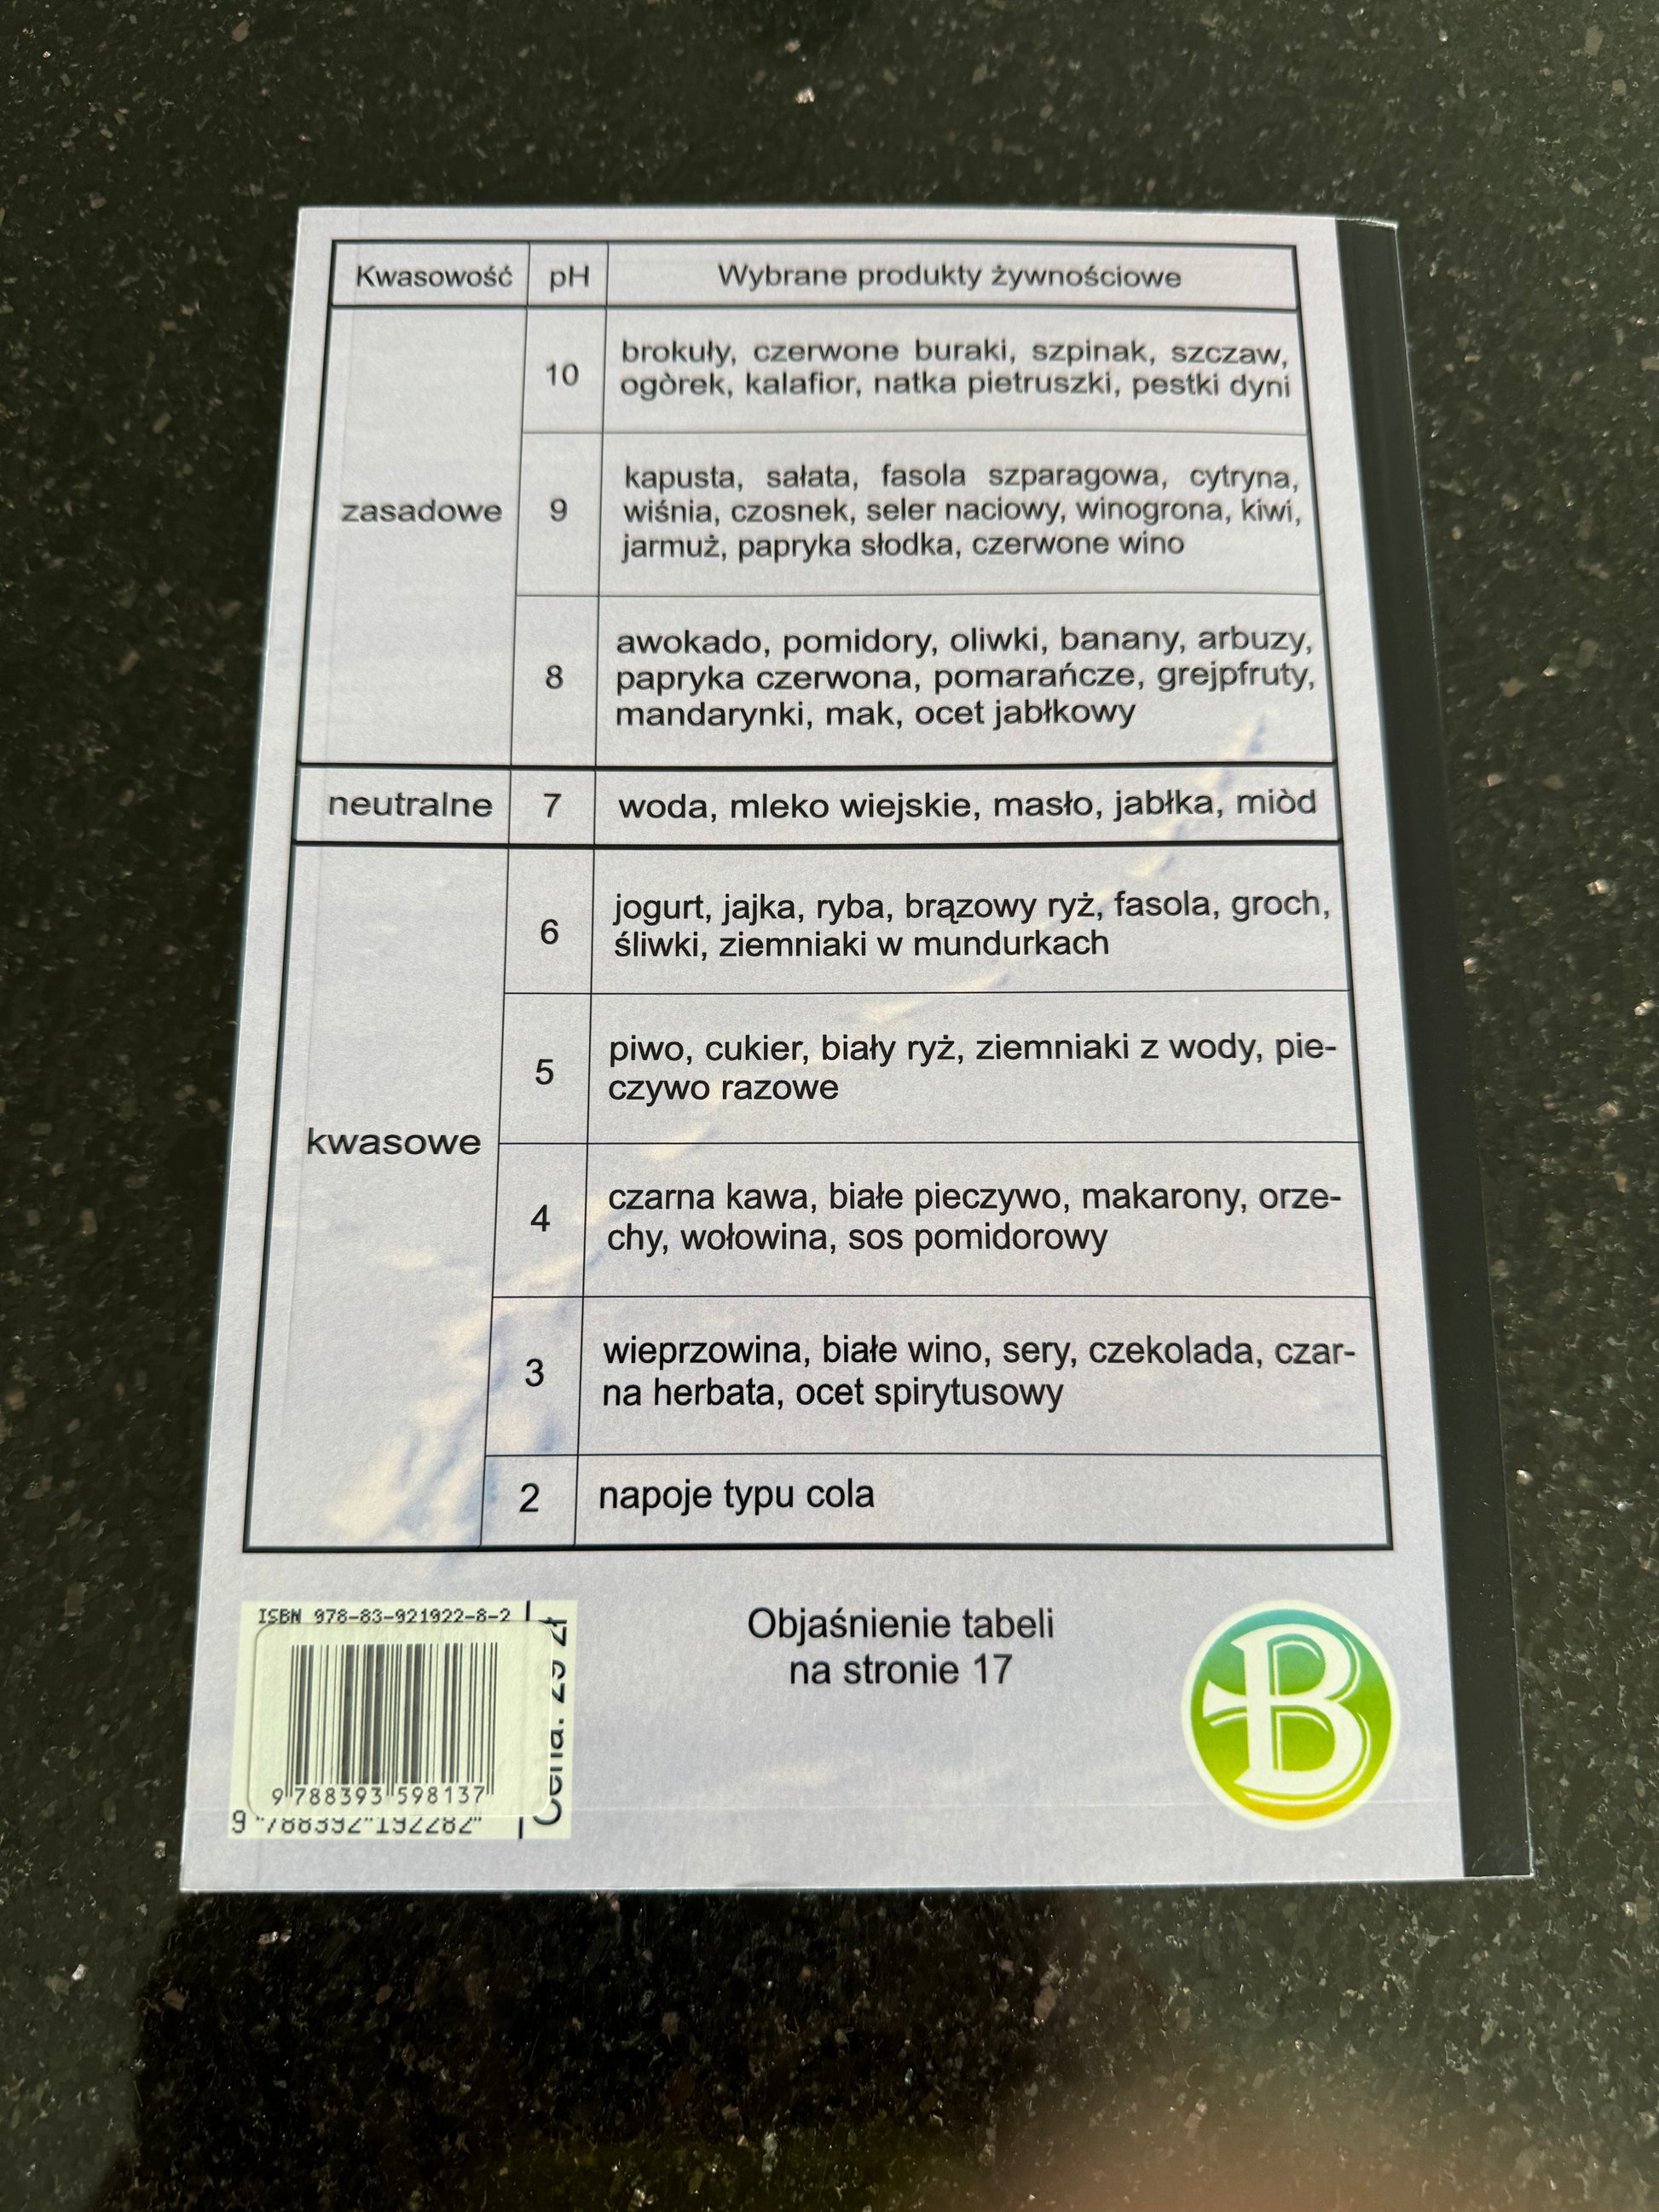 Kwasowość pH Wybrane produkty żywnościowe
zasadowe
10
brokuły, czerwone buraki, szpinak, szczaw,
ogòrek, kalafior, natka pietruszki, pestki dyni
9
kapusta, sałata, fasola szparagowa, cytryna,
wiśnia, czosnek, seler naciowy, winogrona, kiwi,
jarmuż, papryka słodka, czerwone wino
8
awokado, pomidory, oliwki, banany, arbuzy,
papryka czerwona, pomarańcze, grejpfruty,
mandarynki, mak, ocet jabłkowy
neutralne 7 woda, mleko wiejskie, masło, jabłka, miòd
kwasowe
6
jogurt, jajka, ryba, brązowy ryż, fasola, groch,
śliwki, ziemniaki w mundurkach
5
piwo, cukier, biały ryż, ziemniaki z wody, pie-
czywo razowe
4
czarna kawa, białe pieczywo, makarony, orze-
chy, wołowina, sos pomidorowy
3
wieprzowina, białe wino, sery, czekolada, czar-
na herbata, ocet spirytusowy
2 napoje typu cola
ISBN 978-83-921922-8-2
9 788393 598137
9 788392 192282
Objaśnienie tabeli
na stronie 17
B